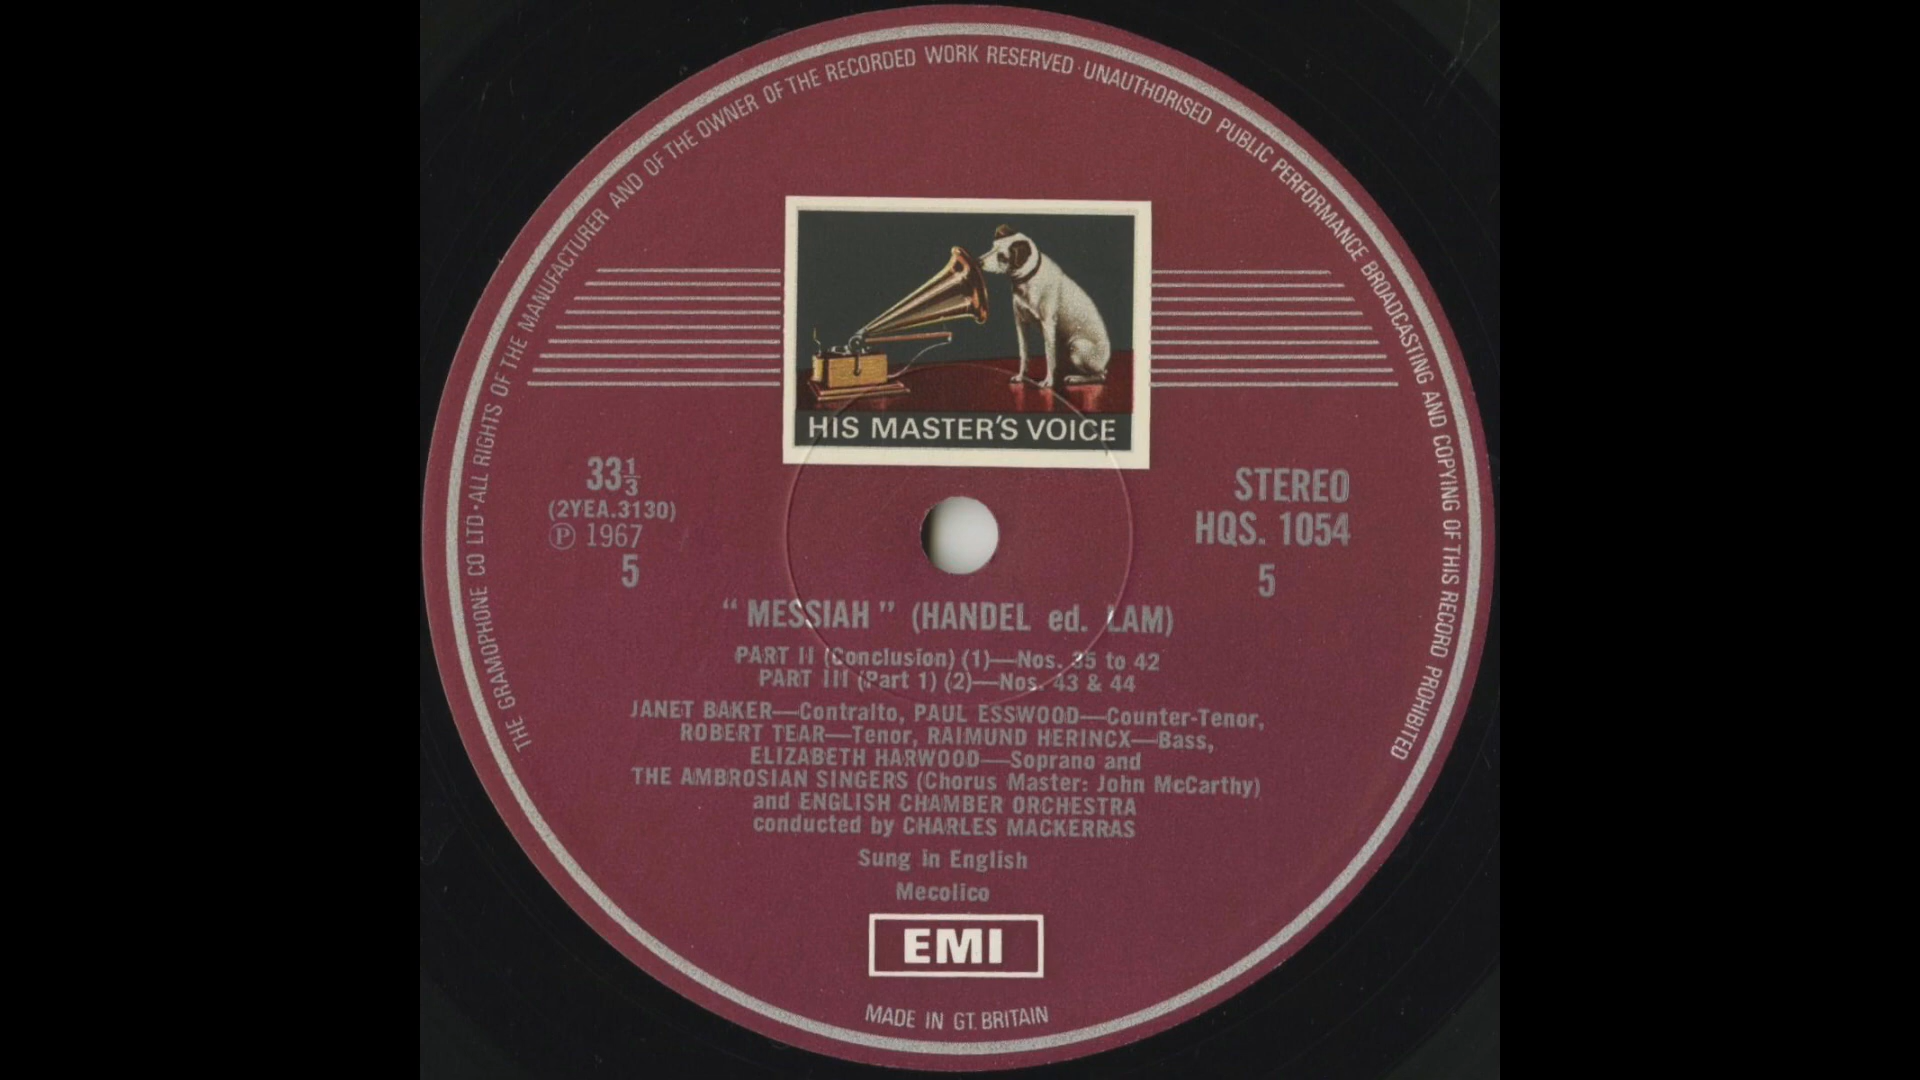 THE GRAMOPHONE CO LTD · ALL RIGHTS OF THE MANUFACTURER AND OF THE OWNER OF THE RECORDED WORK RESERVED · UNAUTHORISED PUBLIC PERFORMANCE BROADCASTING AND COPYING OF THIS RECORD PROHIBITED
HIS MASTER'S VOICE
33⅓
(2YEA.3130)
℗ 1967
5
STEREO
HQS. 1054
5
“ MESSIAH ” (HANDEL ed. LAM)
PART II (Conclusion) (1)—Nos. 35 to 42
PART III (Part 1) (2)—Nos. 43 & 44
JANET BAKER—Contralto, PAUL ESSWOOD—Counter-Tenor,
ROBERT TEAR—Tenor, RAIMUND HERINCX—Bass,
ELIZABETH HARWOOD—Soprano and
THE AMBROSIAN SINGERS (Chorus Master: John McCarthy)
and ENGLISH CHAMBER ORCHESTRA
conducted by CHARLES MACKERRAS
Sung in English
Mecolico
EMI
MADE IN GT. BRITAIN